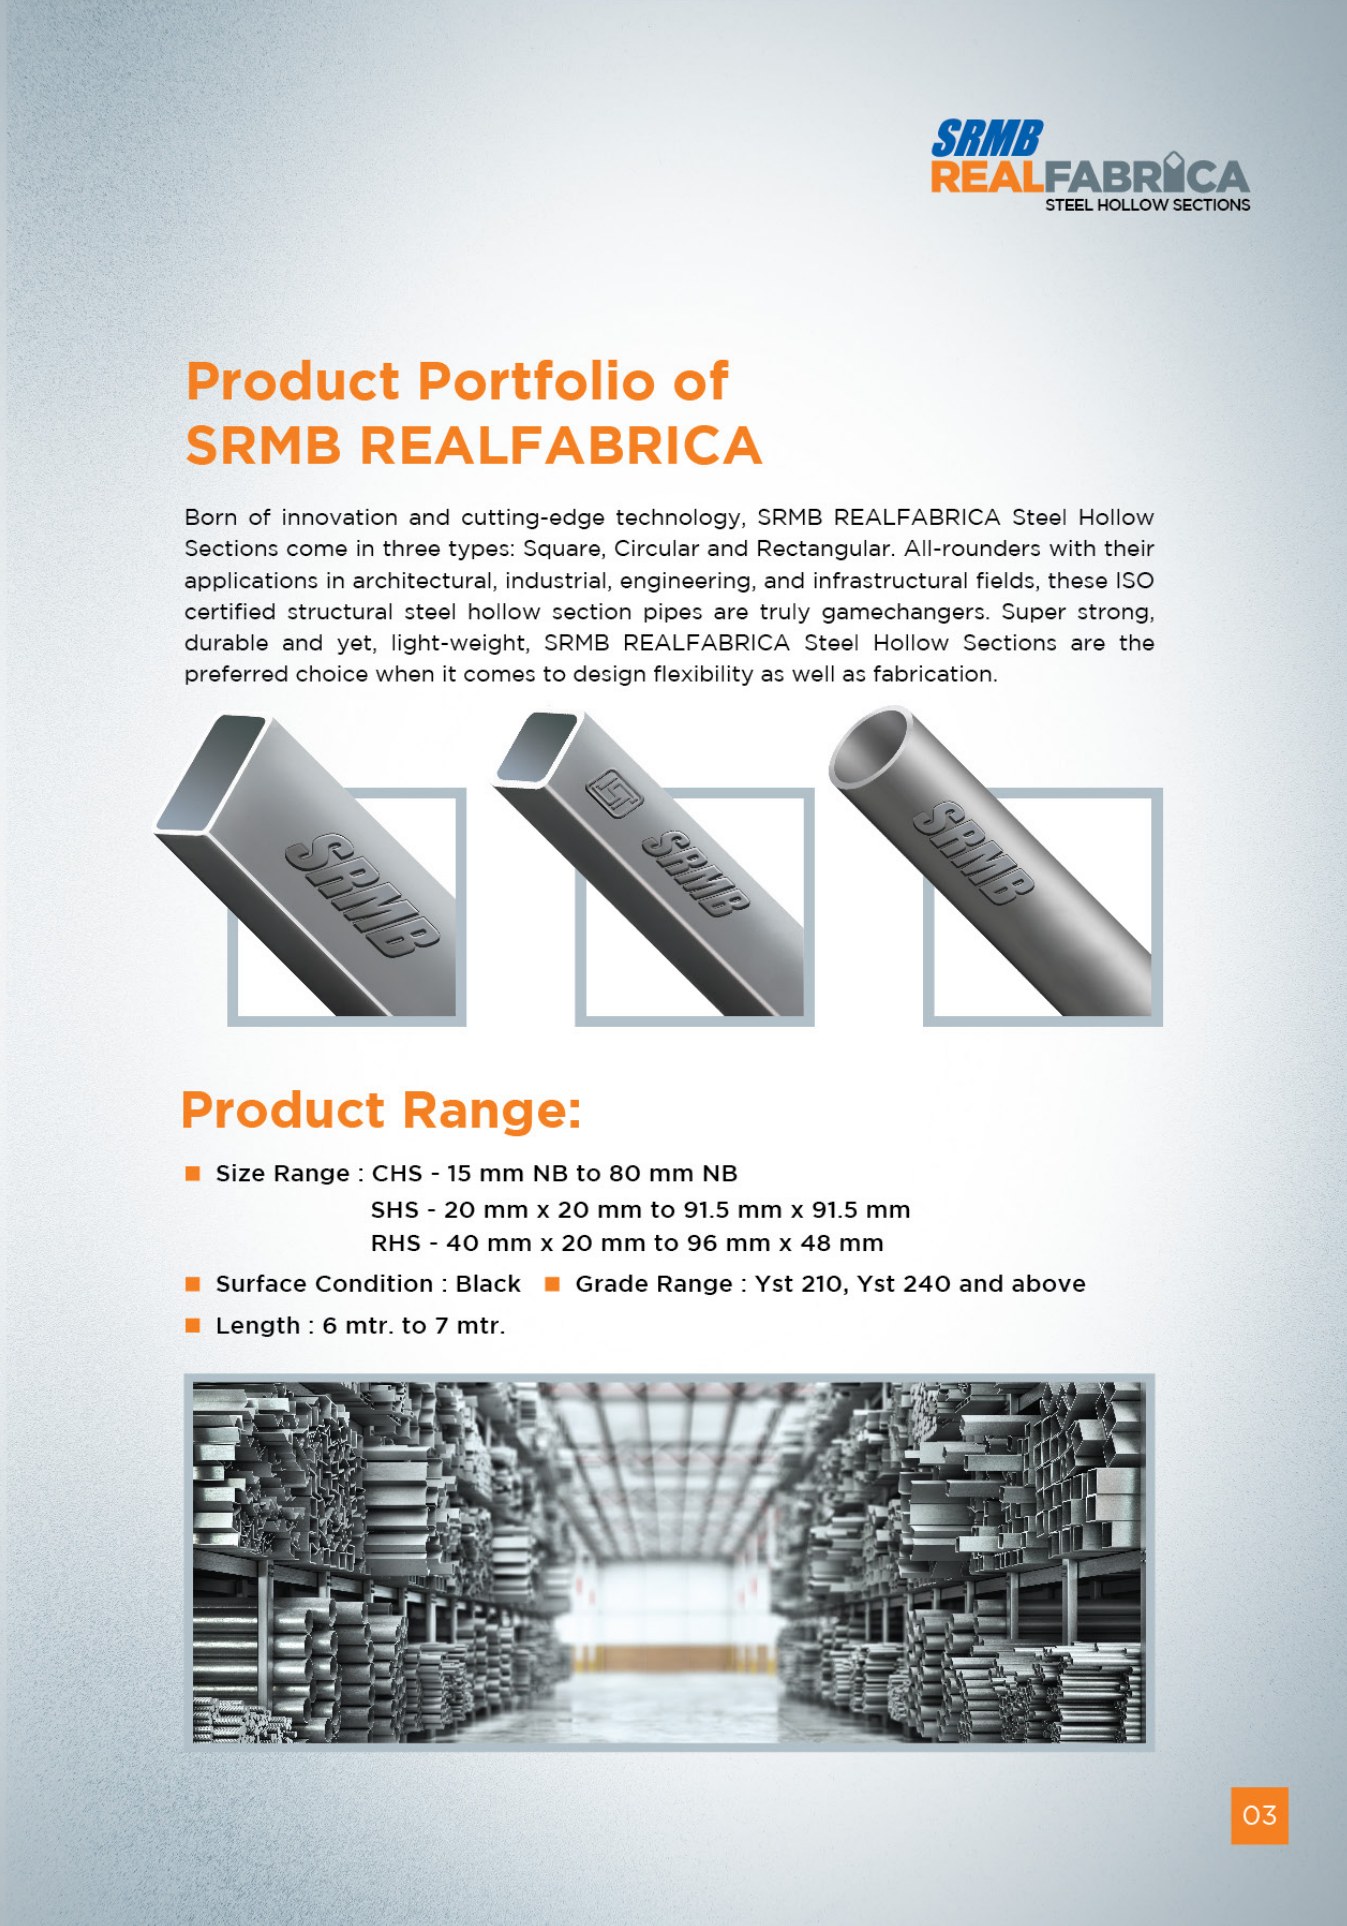 SRMB
REALFABRICA
STEEL HOLLOW SECTIONS
Product Portfolio of
SRMB REALFABRICA
Born of innovation and cutting-edge technology, SRMB REALFABRICA Steel Hollow
Sections come in three types: Square, Circular and Rectangular. All-rounders with their
applications in architectural, industrial, engineering, and infrastructural fields, these ISO
certified structural steel hollow section pipes are truly gamechangers. Super strong,
durable and yet, light-weight, SRMB REALFABRICA Steel Hollow Sections are the
preferred choice when it comes to design flexibility as well as fabrication.
SRMB
SRMB
SRMB
Product Range:
Size Range : CHS - 15 mm NB to 80 mm NB
SHS - 20 mm x 20 mm to 91.5 mm x 91.5 mm
RHS - 40 mm x 20 mm to 96 mm x 48 mm
Surface Condition : Black ■ Grade Range : Yst 210, Yst 240 and above
Length : 6 mtr. to 7 mtr.
03